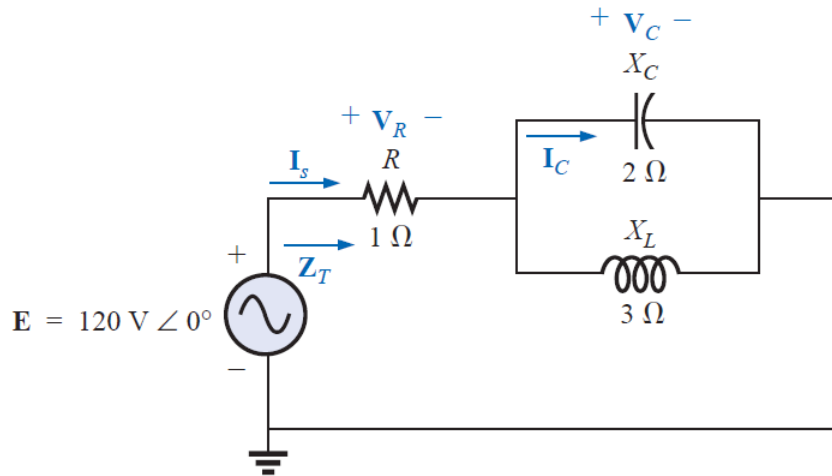 + V_C −
X_C
+ V_R −
I_s
R
I_C
2 Ω
1 Ω
X_L
+
Z_T
3 Ω
E = 120 V ∠ 0°
−